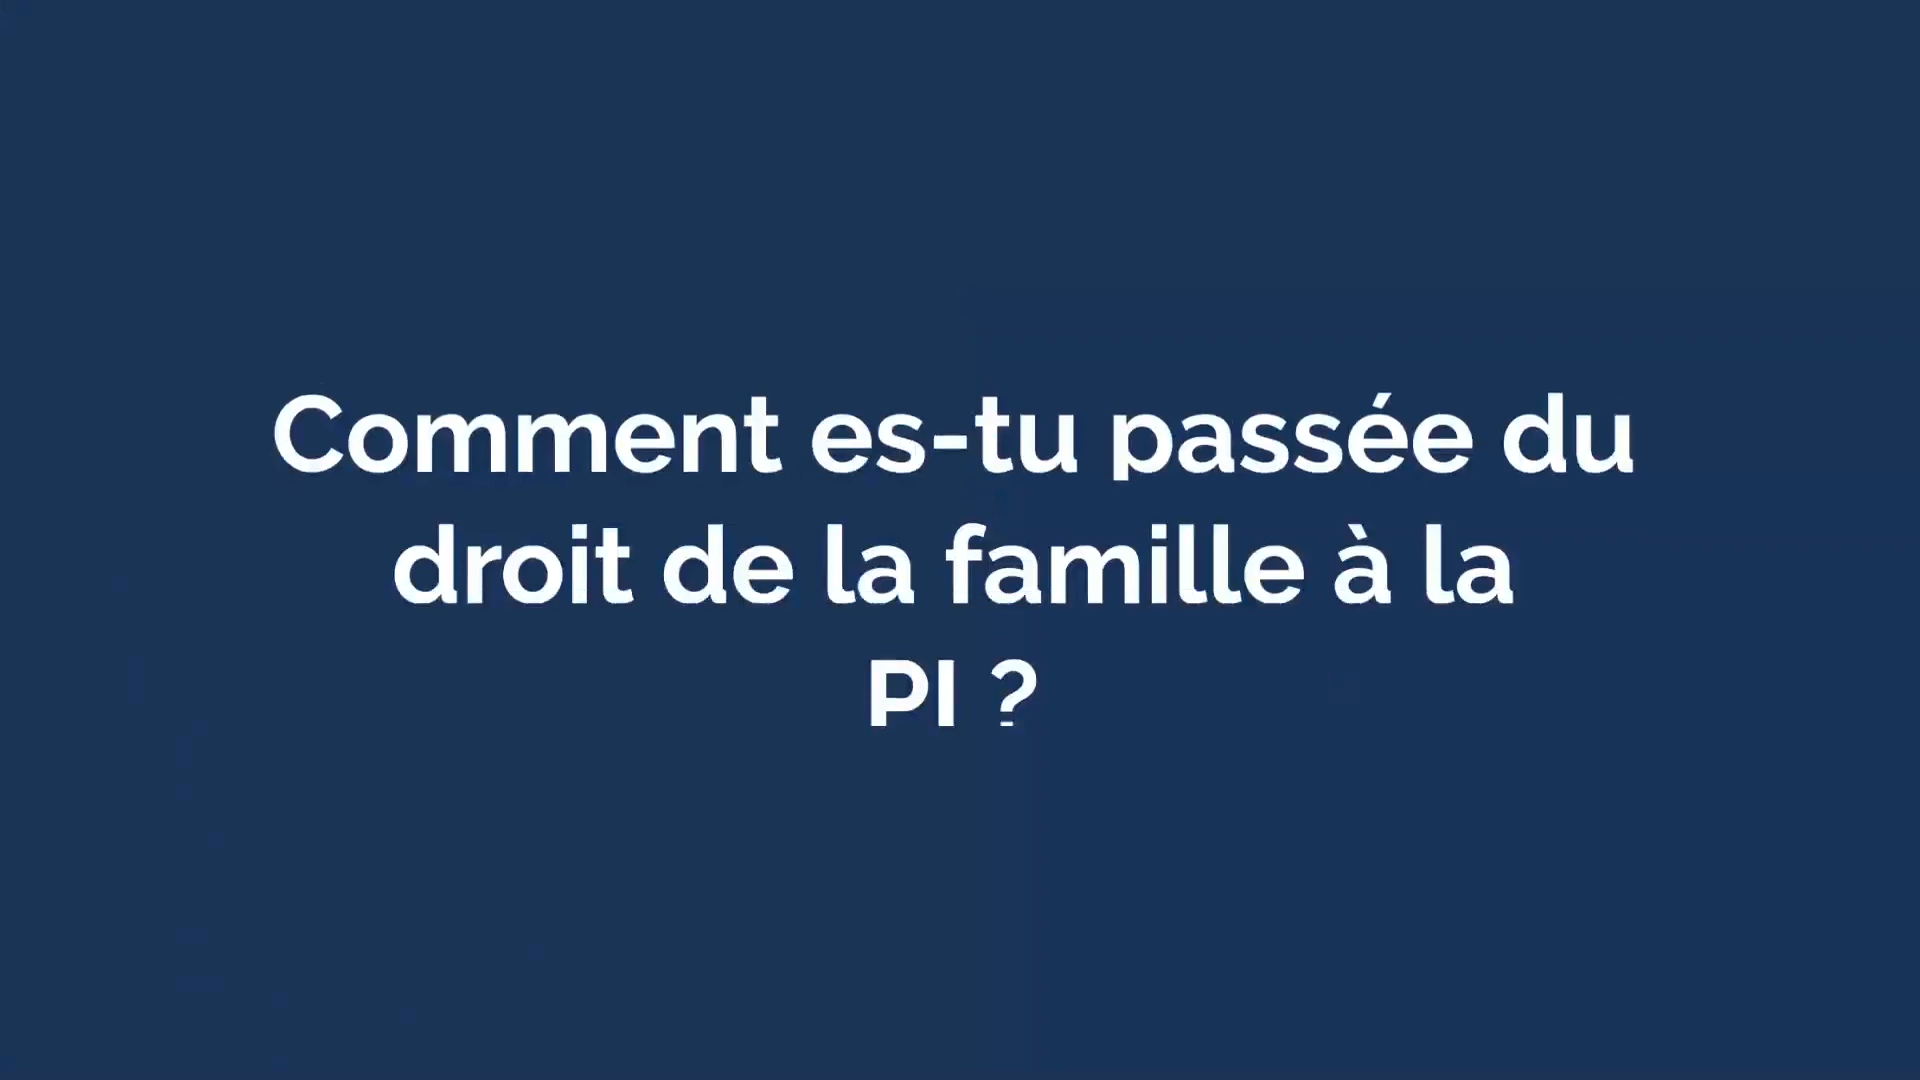 Comment es-tu passée du
droit de la famille à la
PI ?